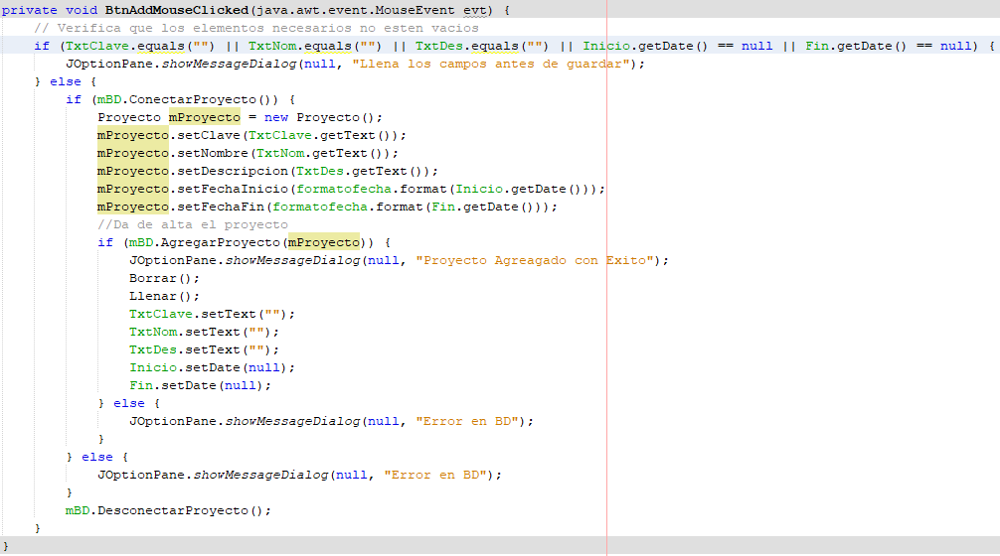 private void BtnAddMouseClicked(java.awt.event.MouseEvent evt) {
// Verifica que los elementos necesarios no esten vacios
if (TxtClave.equals("") || TxtNom.equals("") || TxtDes.equals("") || Inicio.getDate() == null || Fin.getDate() == null) {
JOptionPane.showMessageDialog(null, "Llena los campos antes de guardar");
} else {
if (mBD.ConectarProyecto()) {
Proyecto mProyecto = new Proyecto();
mProyecto.setClave(TxtClave.getText());
mProyecto.setNombre(TxtNom.getText());
mProyecto.setDescripcion(TxtDes.getText());
mProyecto.setFechaInicio(formatofecha.format(Inicio.getDate()));
mProyecto.setFechaFin(formatofecha.format(Fin.getDate()));
//Da de alta el proyecto
if (mBD.AgregarProyecto(mProyecto)) {
JOptionPane.showMessageDialog(null, "Proyecto Agreagado con Exito");
Borrar();
Llenar();
TxtClave.setText("");
TxtNom.setText("");
TxtDes.setText("");
Inicio.setDate(null);
Fin.setDate(null);
} else {
JOptionPane.showMessageDialog(null, "Error en BD");
}
} else {
JOptionPane.showMessageDialog(null, "Error en BD");
}
mBD.DesconectarProyecto();
}
}